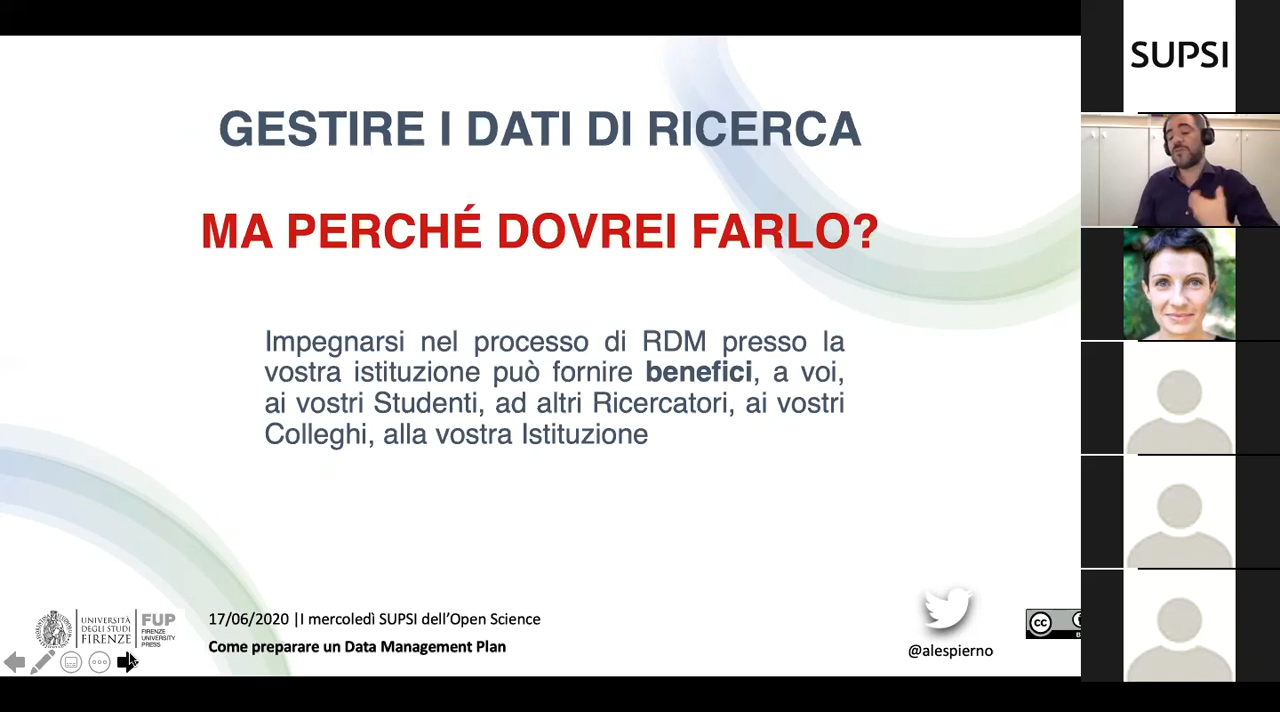 GESTIRE I DATI DI RICERCA
MA PERCHÉ DOVREI FARLO?
Impegnarsi nel processo di RDM presso la
vostra istituzione può fornire benefici, a voi,
ai vostri Studenti, ad altri Ricercatori, ai vostri
Colleghi, alla vostra Istituzione
UNIVERSITÀ
DEGLI STUDI
FIRENZE
FUP
FIRENZE
UNIVERSITY
PRESS
17/06/2020 |I mercoledì SUPSI dell'Open Science
Come preparare un Data Management Plan
@alespierno
cc
SUPSI